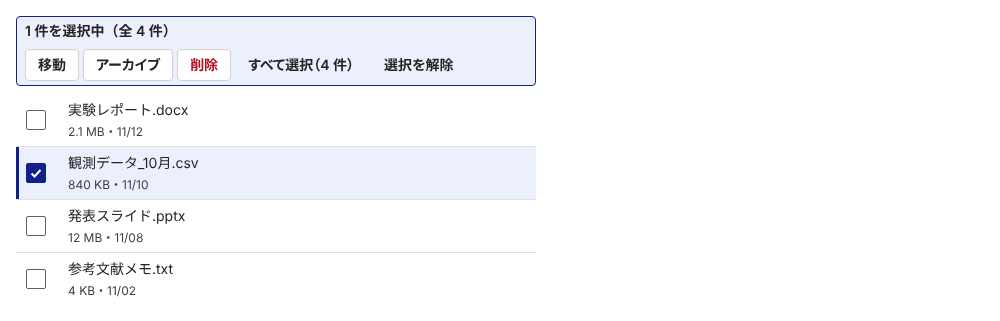 1 件を選択中（全 4 件）
移動 アーカイブ 削除 すべて選択（4 件） 選択を解除
実験レポート.docx
2.1 MB・11/12
観測データ_10月.csv
840 KB・11/10
発表スライド.pptx
12 MB・11/08
参考文献メモ.txt
4 KB・11/02